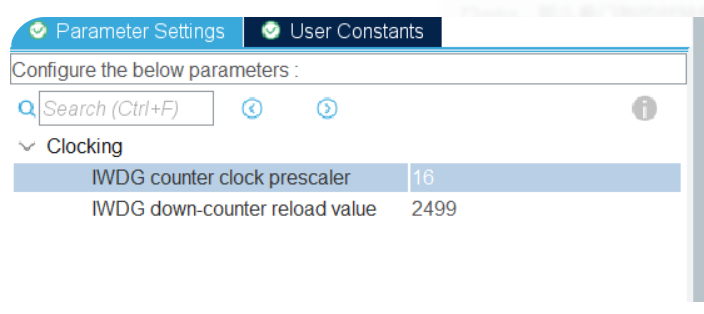 Parameter Settings User Constants
Configure the below parameters :
Search (Ctrl+F)
Clocking
IWDG counter clock prescaler 16
IWDG down-counter reload value 2499